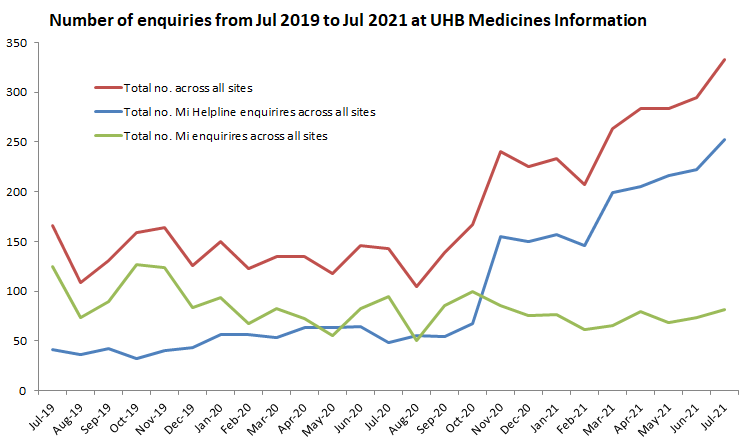 Number of enquiries from Jul 2019 to Jul 2021 at UHB Medicines Information
350
300
250
200
150
100
50
0
Total no. across all sites
Total no. Mi Helpline enquirires across all sites
Total no. Mi enquirires across all sites
Jul-19
Aug-19
Sep-19
Oct-19
Nov-19
Dec-19
Jan-20
Feb-20
Mar-20
Apr-20
May-20
Jun-20
Jul-20
Aug-20
Sep-20
Oct-20
Nov-20
Dec-20
Jan-21
Feb-21
Mar-21
Apr-21
May-21
Jun-21
Jul-21